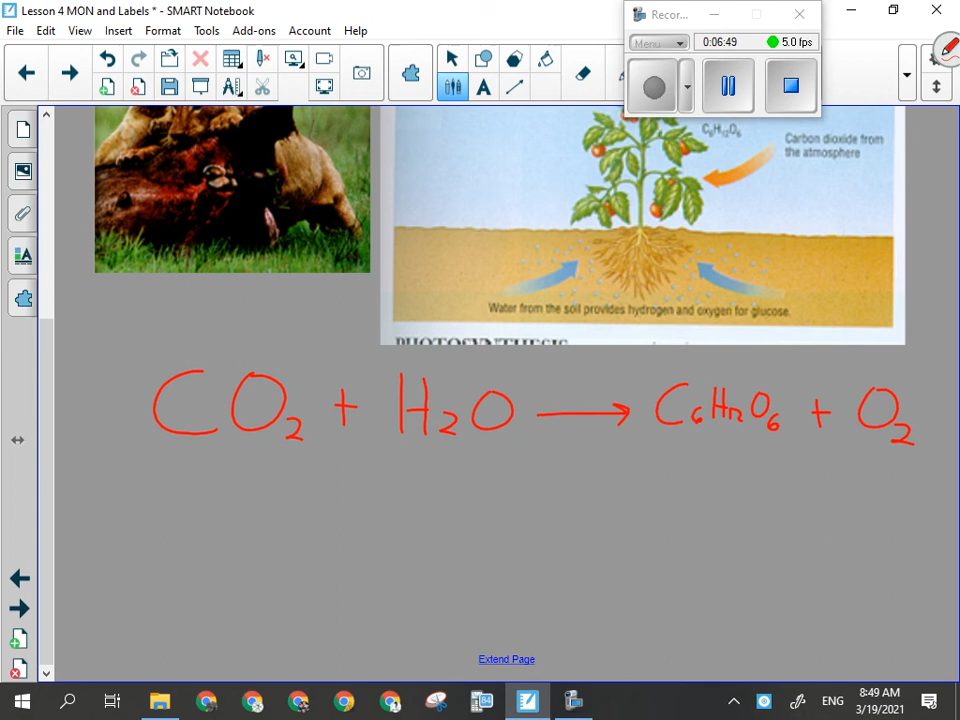 Lesson 4 MON and Labels * - SMART Notebook
Recor...
File Edit View Insert Format Tools Add-ons Account Help
Menu
0:06:49
5.0 fps
A
C₆H₁₂O₆
Carbon dioxide from
the atmosphere
Water from the soil provides hydrogen and oxygen for glucose.
PHOTOSYNTHESIS
CO₂ + H₂O → C₆H₁₂O₆ + O₂
Extend Page
ENG
8:49 AM
3/19/2021